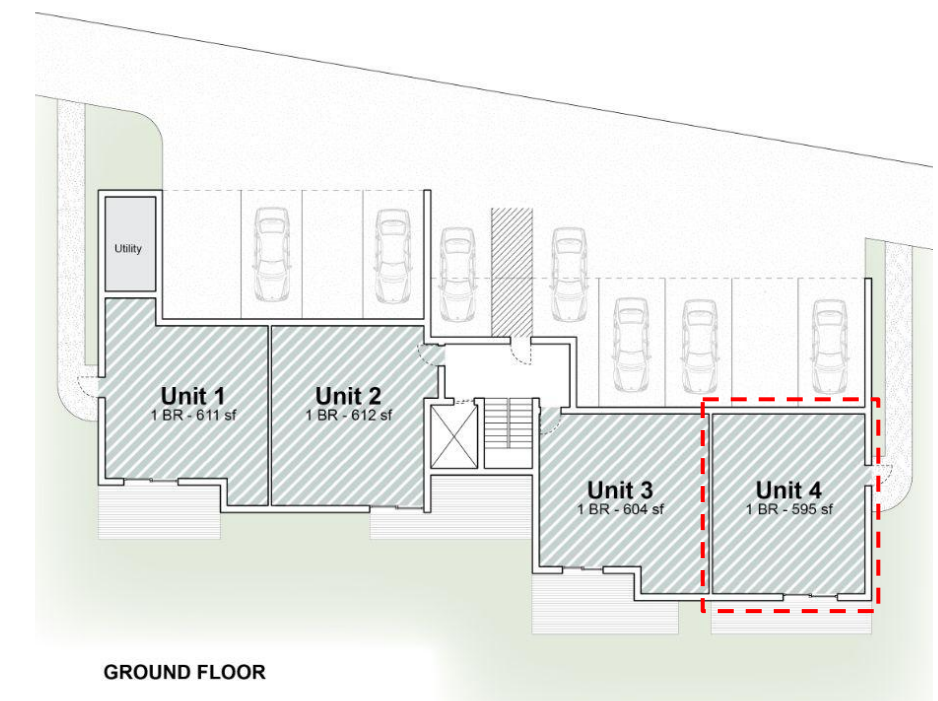 Utility
Unit 1
1 BR - 611 sf
Unit 2
1 BR - 612 sf
Unit 3
1 BR - 604 sf
Unit 4
1 BR - 595 sf
GROUND FLOOR